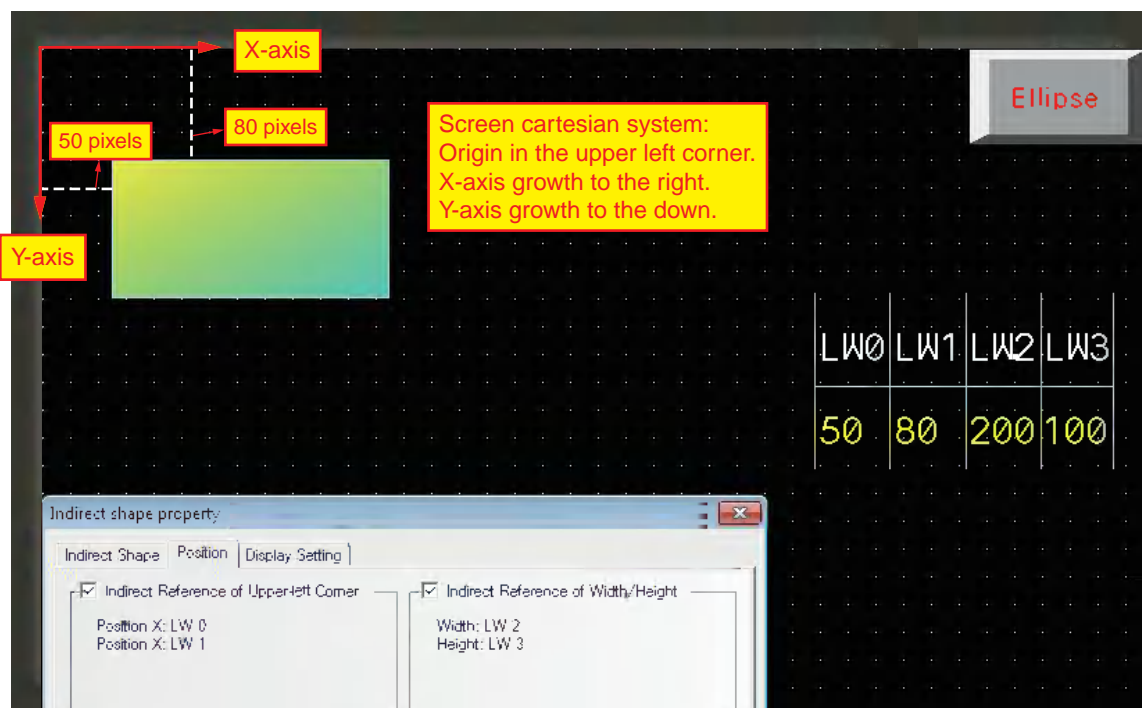 X-axis
Ellipse
80 pixels
50 pixels
Screen cartesian system:
Origin in the upper left corner.
X-axis growth to the right.
Y-axis growth to the down.
Y-axis
LW0 LW1 LW2 LW3
50 80 200 100
Indirect shape property
Indirect Shape Position Display Setting
Indirect Reference of Upper-left Corner
Indirect Reference of Width/Height
Position X: LW 0
Position X: LW 1
Width: LW 2
Height: LW 3